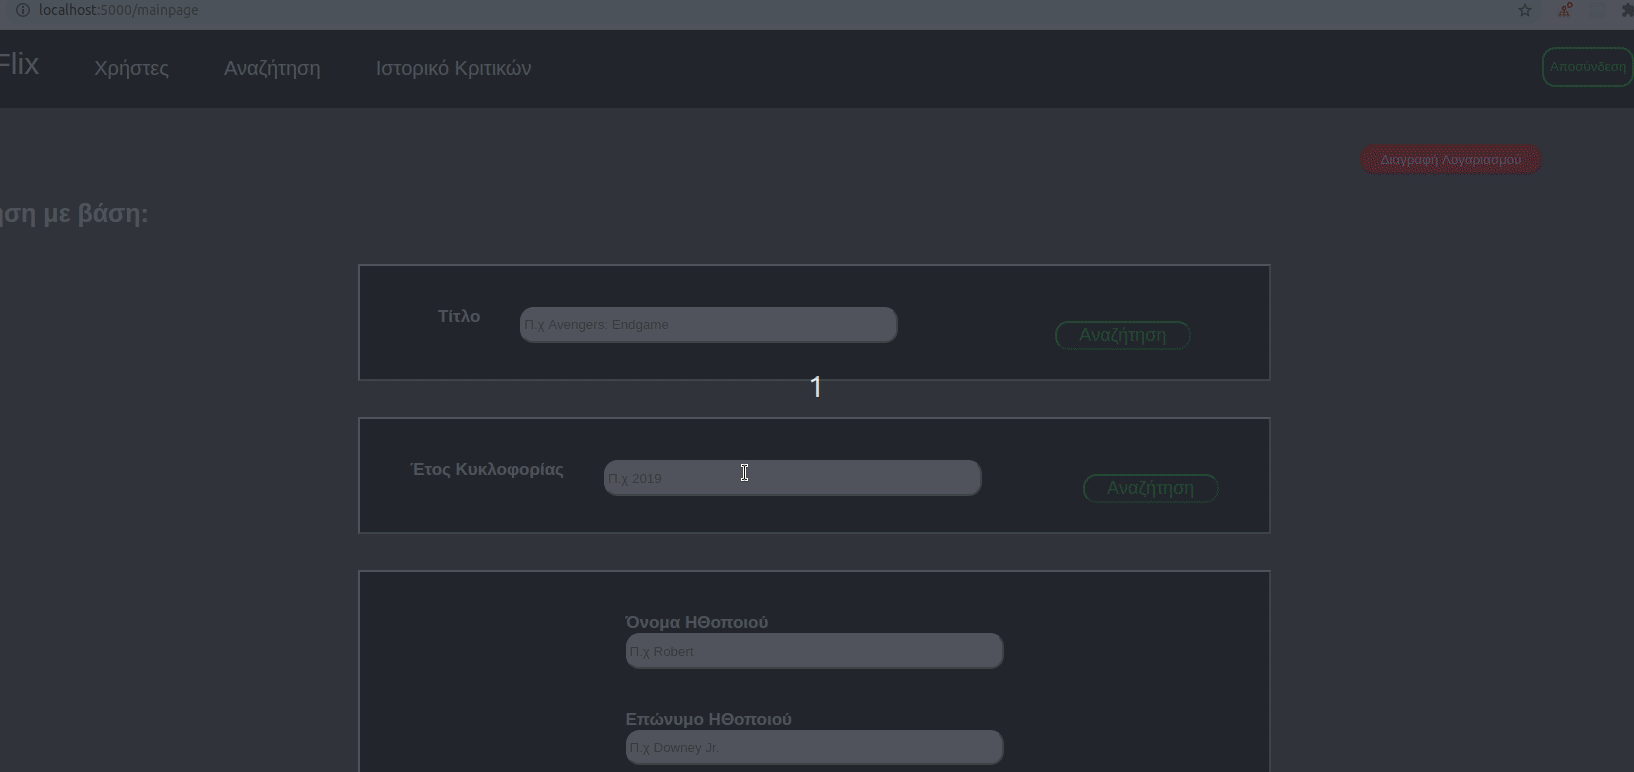 localhost:5000/mainpage
Flix Χρήστες Αναζήτηση Ιστορικό Κριτικών Αποσύνδεση
Διαγραφή Λογαριασμού
ηση με βάση:
Τίτλο Π.χ Avengers: Endgame Αναζήτηση
1
Έτος Κυκλοφορίας Π.χ 2019 Αναζήτηση
Όνομα ΗΘοποιού
Π.χ Robert
Επώνυμο ΗΘοποιού
Π.χ Downey Jr.